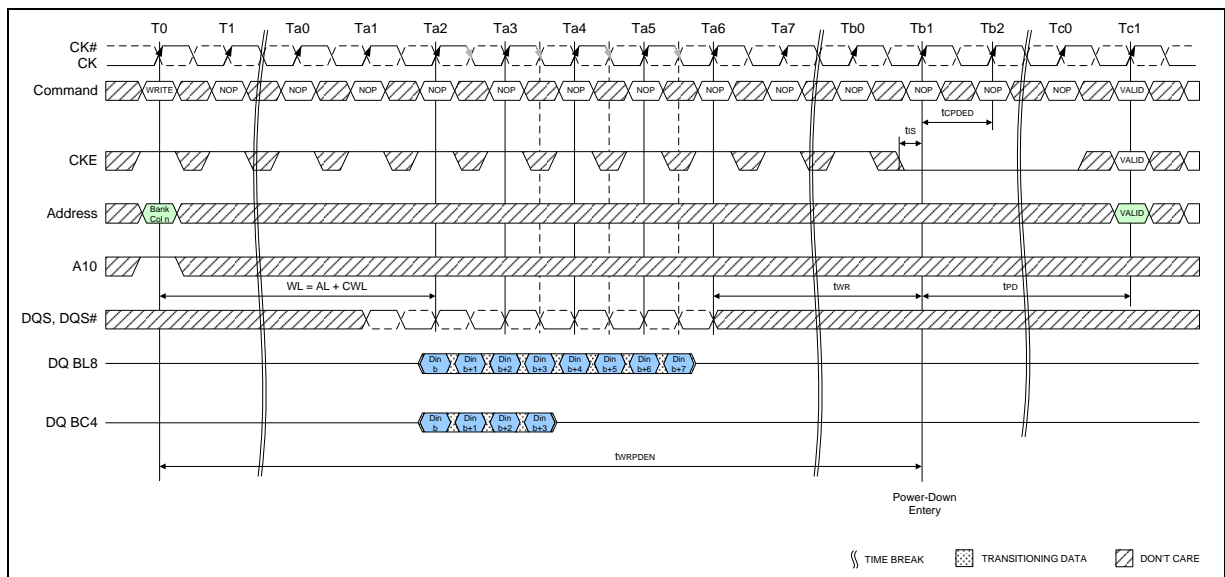 T0 T1 Ta0 Ta1 Ta2 Ta3 Ta4 Ta5 Ta6 Ta7 Tb0 Tb1 Tb2 Tc0 Tc1
CK#
CK
Command WRITE NOP NOP NOP NOP NOP NOP NOP NOP NOP NOP NOP NOP NOP VALID
tCPDED
tIS
CKE VALID
Address Bank Col n VALID
A10
WL = AL + CWL tWR tPD
DQS, DQS#
DQ BL8 Din b Din b+1 Din b+2 Din b+3 Din b+4 Din b+5 Din b+6 Din b+7
DQ BC4 Din b Din b+1 Din b+2 Din b+3
tWRPDEN
Power-Down
Entery
TIME BREAK TRANSITIONING DATA DON'T CARE